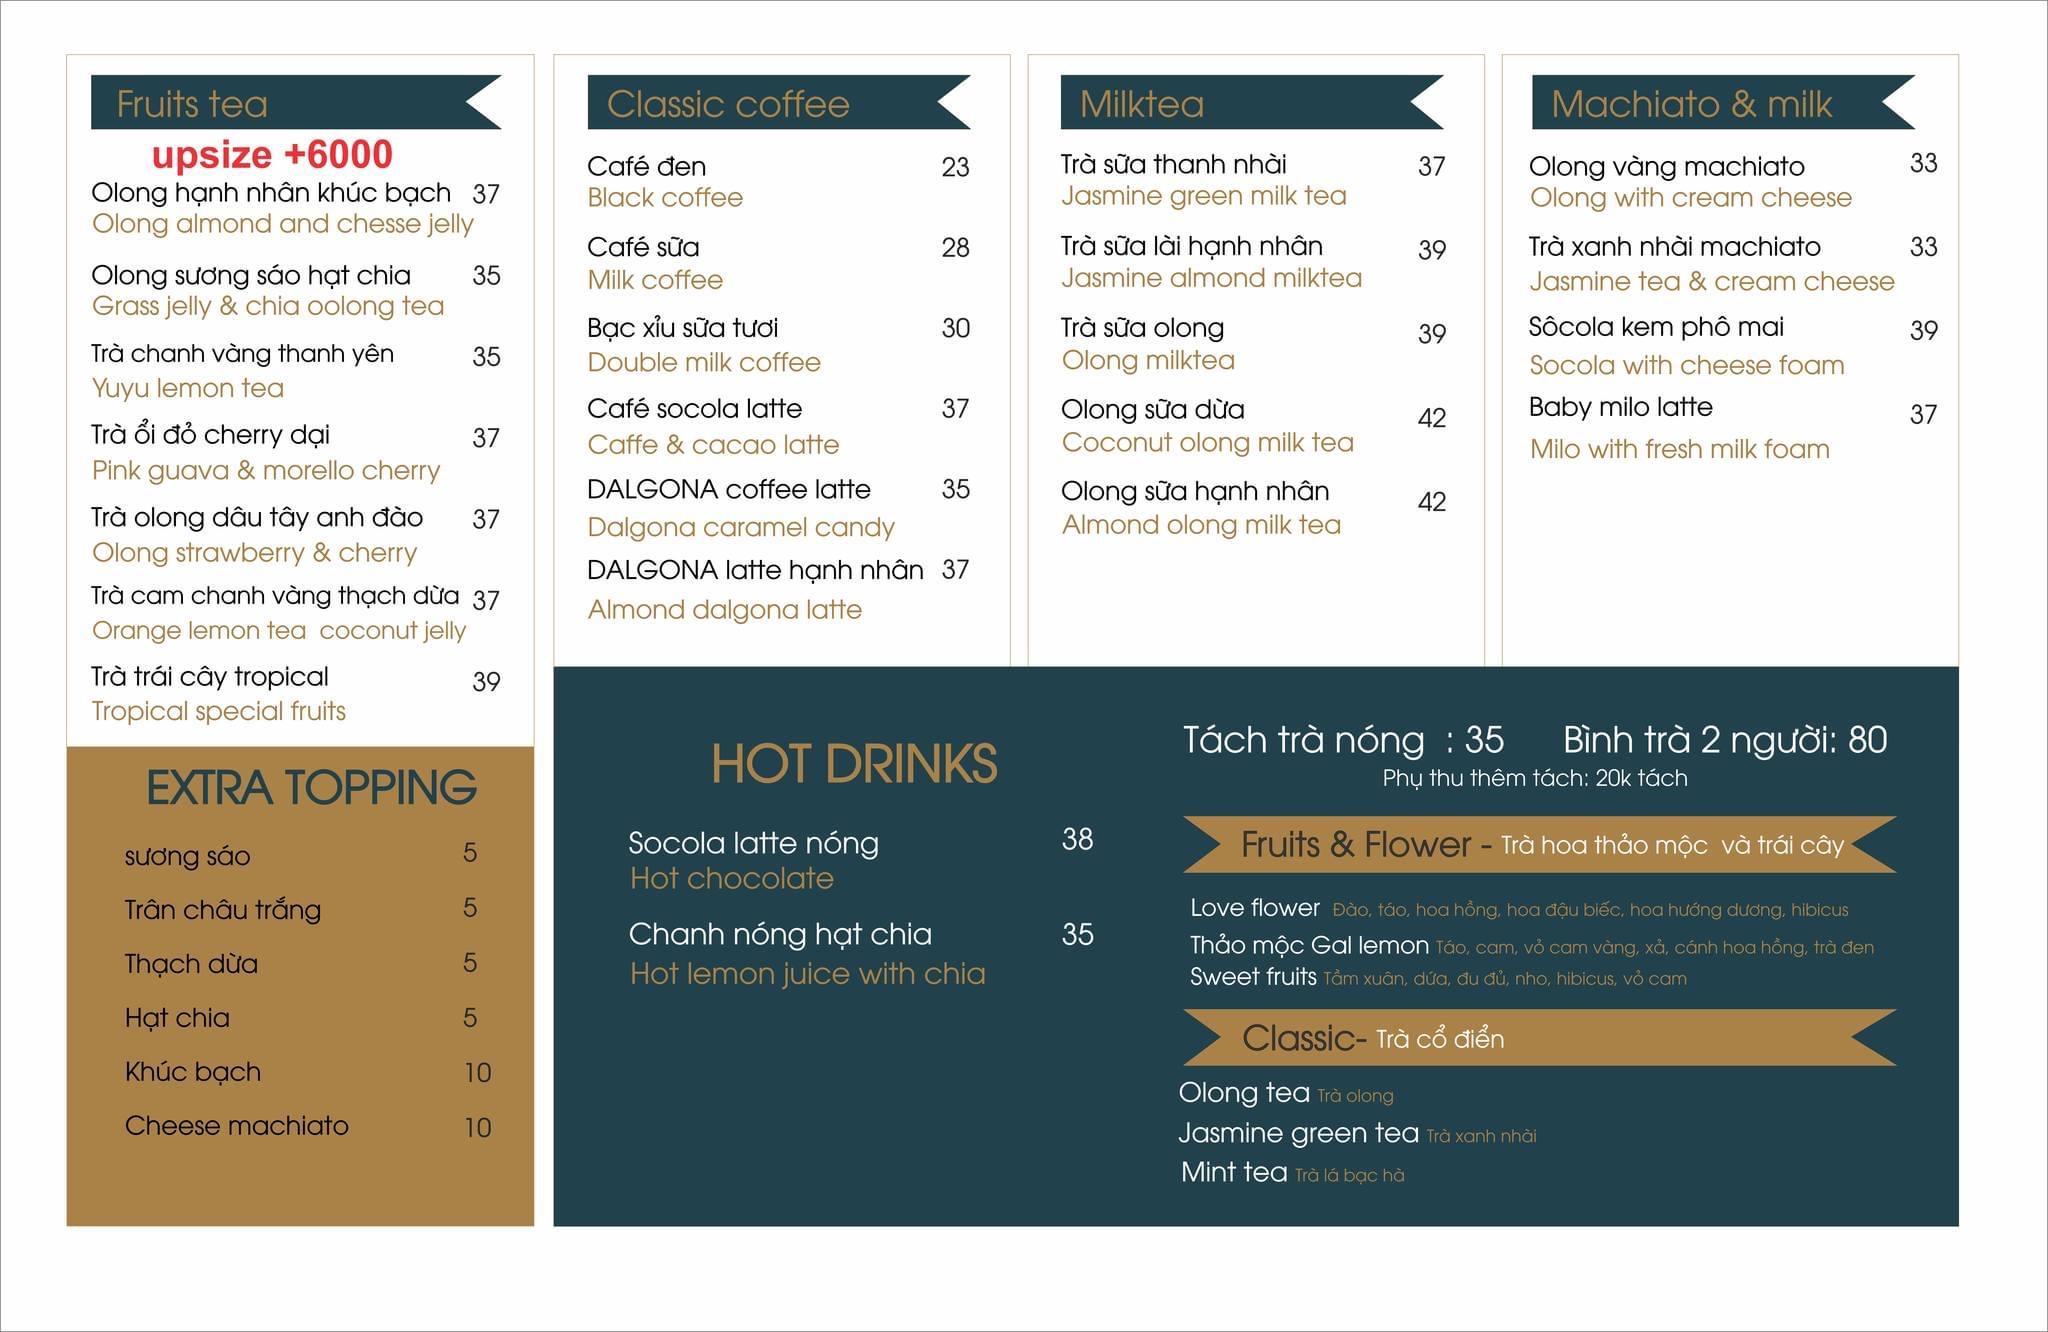 Fruits tea
upsize +6000
Olong hạnh nhân khúc bạch 37
Olong almond and chesse jelly
Olong sương sáo hạt chia 35
Grass jelly & chia oolong tea
Trà chanh vàng thanh yên 35
Yuyu lemon tea
Trà ổi đỏ cherry dại 37
Pink guava & morello cherry
Trà olong dâu tây anh đào 37
Olong strawberry & cherry
Trà cam chanh vàng thạch dừa 37
Orange lemon tea coconut jelly
Trà trái cây tropical 39
Tropical special fruits
EXTRA TOPPING
sương sáo 5
Trân châu trắng 5
Thạch dừa 5
Hạt chia 5
Khúc bạch 10
Cheese machiato 10
Classic coffee
Café đen 23
Black coffee
Café sữa 28
Milk coffee
Bạc xỉu sữa tươi 30
Double milk coffee
Café socola latte 37
Caffe & cacao latte
DALGONA coffee latte 35
Dalgona caramel candy
DALGONA latte hạnh nhân 37
Almond dalgona latte
Milktea
Trà sữa thanh nhài 37
Jasmine green milk tea
Trà sữa lài hạnh nhân 39
Jasmine almond milktea
Trà sữa olong 39
Olong milktea
Olong sữa dừa 42
Coconut olong milk tea
Olong sữa hạnh nhân 42
Almond olong milk tea
Machiato & milk
Olong vàng machiato 33
Olong with cream cheese
Trà xanh nhài machiato 33
Jasmine tea & cream cheese
Sôcola kem phô mai 39
Socola with cheese foam
Baby milo latte 37
Milo with fresh milk foam
HOT DRINKS
Socola latte nóng 38
Hot chocolate
Chanh nóng hạt chia 35
Hot lemon juice with chia
Tách trà nóng : 35 Bình trà 2 người: 80
Phụ thu thêm tách: 20k tách
Fruits & Flower - Trà hoa thảo mộc và trái cây
Love flower Đào, táo, hoa hồng, hoa đậu biếc, hoa hướng dương, hibicus
Thảo mộc Gal lemon Táo, cam, vỏ cam vàng, xả, cánh hoa hồng, trà đen
Sweet fruits Tầm xuân, dứa, đu đủ, nho, hibicus, vỏ cam
Classic- Trà cổ điển
Olong tea Trà olong
Jasmine green tea Trà xanh nhài
Mint tea Trà lá bạc hà